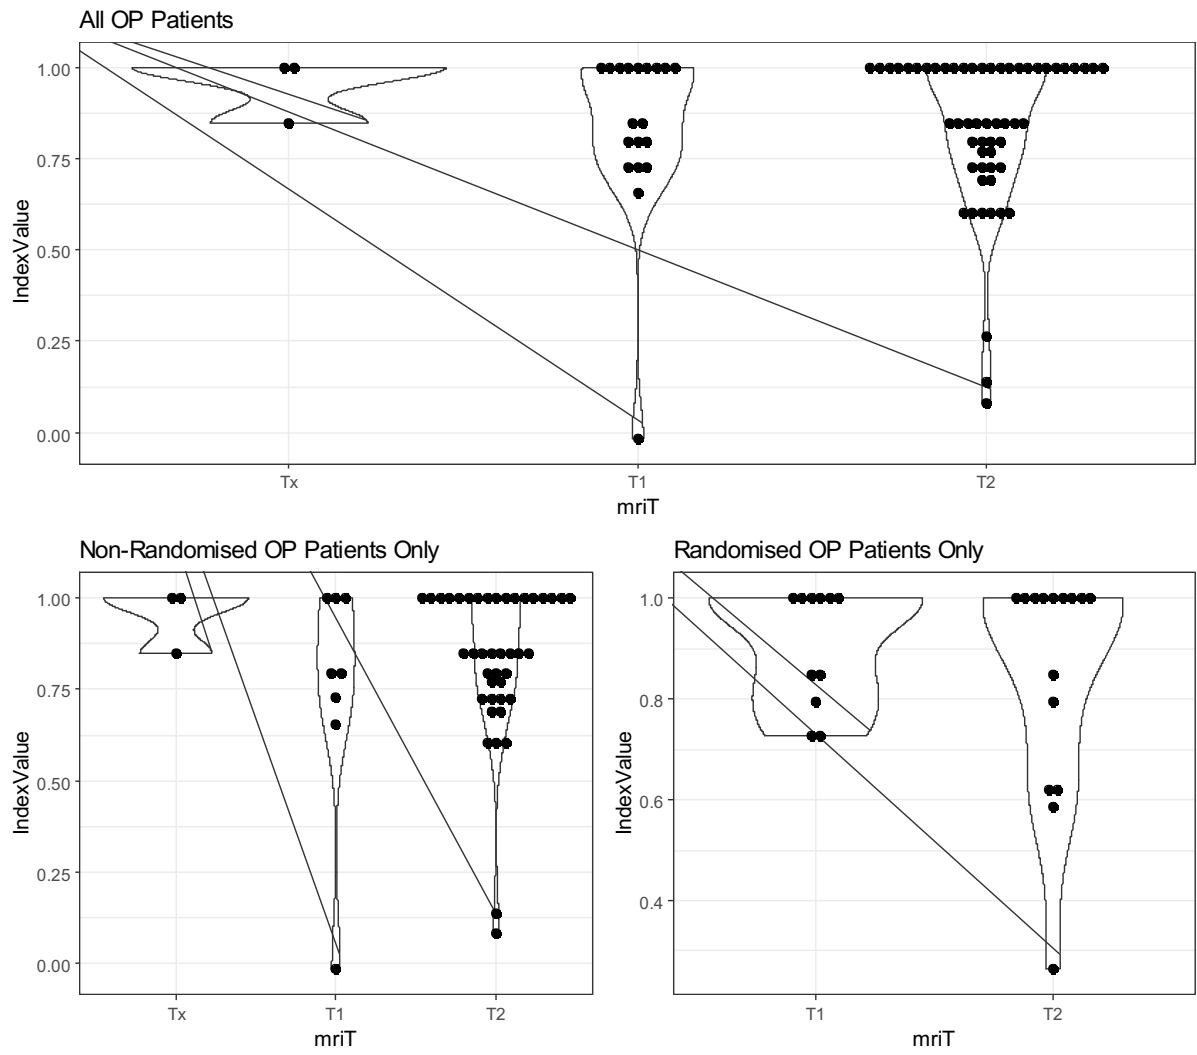 All OP Patients
1.00
0.75
0.50
0.25
0.00
IndexValue
Tx T1 T2
mriT
Non-Randomised OP Patients Only
1.00
0.75
0.50
0.25
0.00
IndexValue
Tx T1 T2
mriT
Randomised OP Patients Only
1.0
0.8
0.6
0.4
IndexValue
T1 T2
mriT